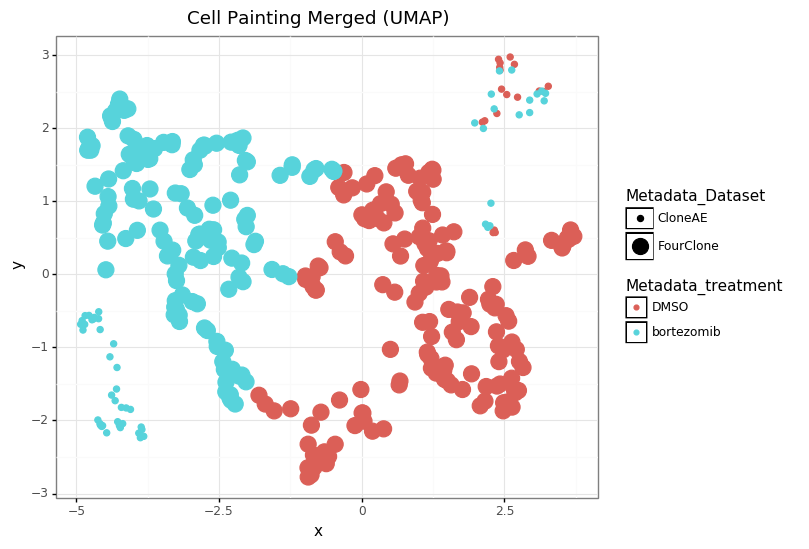 Cell Painting Merged (UMAP)
3
2
1
0
−1
−2
−3
y
−5
−2.5
0
2.5
x
Metadata_Dataset
CloneAE
FourClone
Metadata_treatment
DMSO
bortezomib